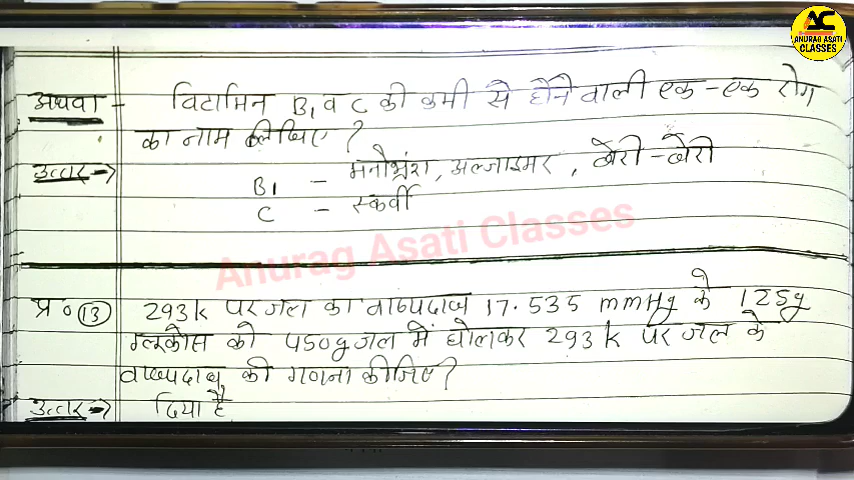 AC
ANURAG ASATI
CLASSES
अथवा - विटामिन B₁ व C की कमी से होने वाली एक-एक रोग
का नाम लिखिए ?
उत्तर → B₁ - मनोभ्रंश, अल्जाइमर, बेरी-बेरी
C - स्कर्वी
Anurag Asati Classes
प्र० 13 293k पर जल का वाष्पदाब 17.535 mmHg के 125g
ग्लूकोस को 450g जल में घोलकर 293k पर जल के
वाष्पदाब की गणना कीजिए?
उत्तर → दिया है,